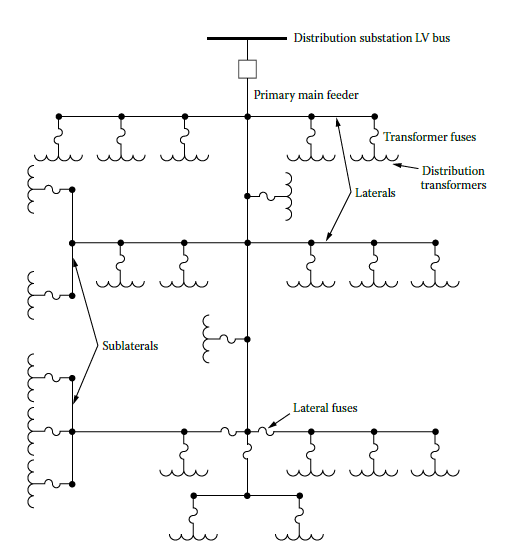 Distribution substation LV bus
Primary main feeder
Transformer fuses
Distribution
transformers
Laterals
Sublaterals
Lateral fuses